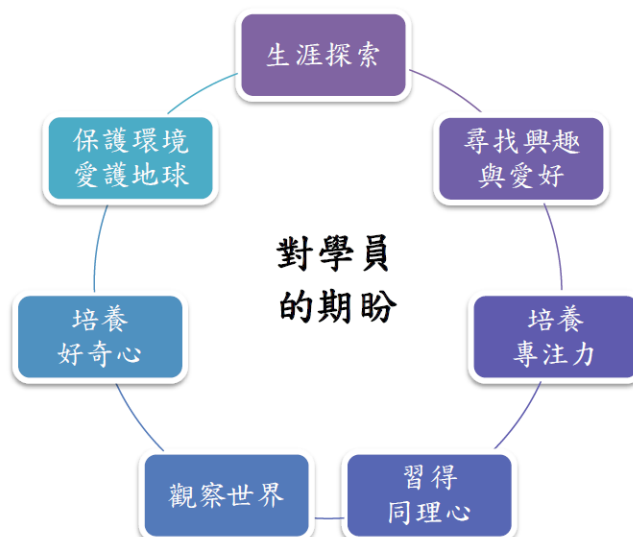 生涯探索
尋找興趣
與愛好
培養
專注力
習得
同理心
觀察世界
培養
好奇心
保護環境
愛護地球
對學員
的期盼